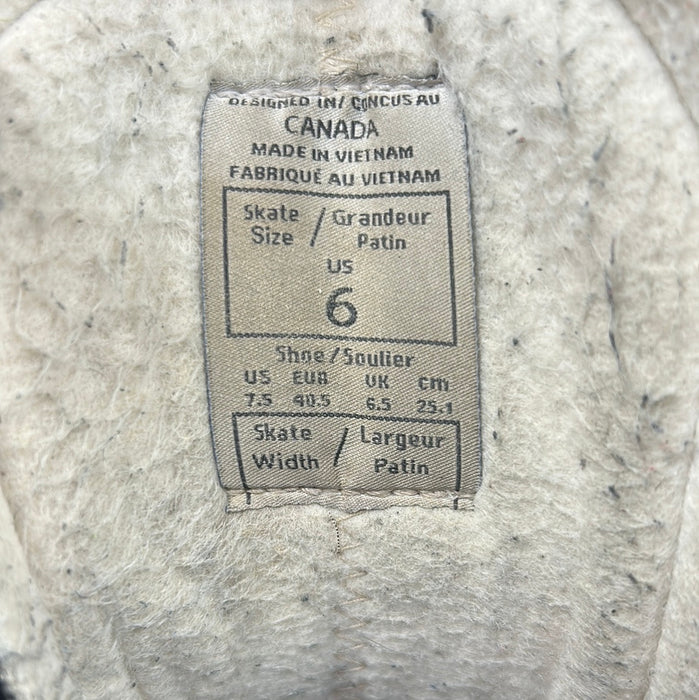 DESIGNED IN/ CONCUS AU
CANADA
MADE IN VIETNAM
FABRIQUÉ AU VIETNAM
Skate Size / Grandeur Patin
US
6
Shoe/Soulier
US EUR UK cm
7.5 40.5 6.5 25.1
Skate Width / Largeur Patin